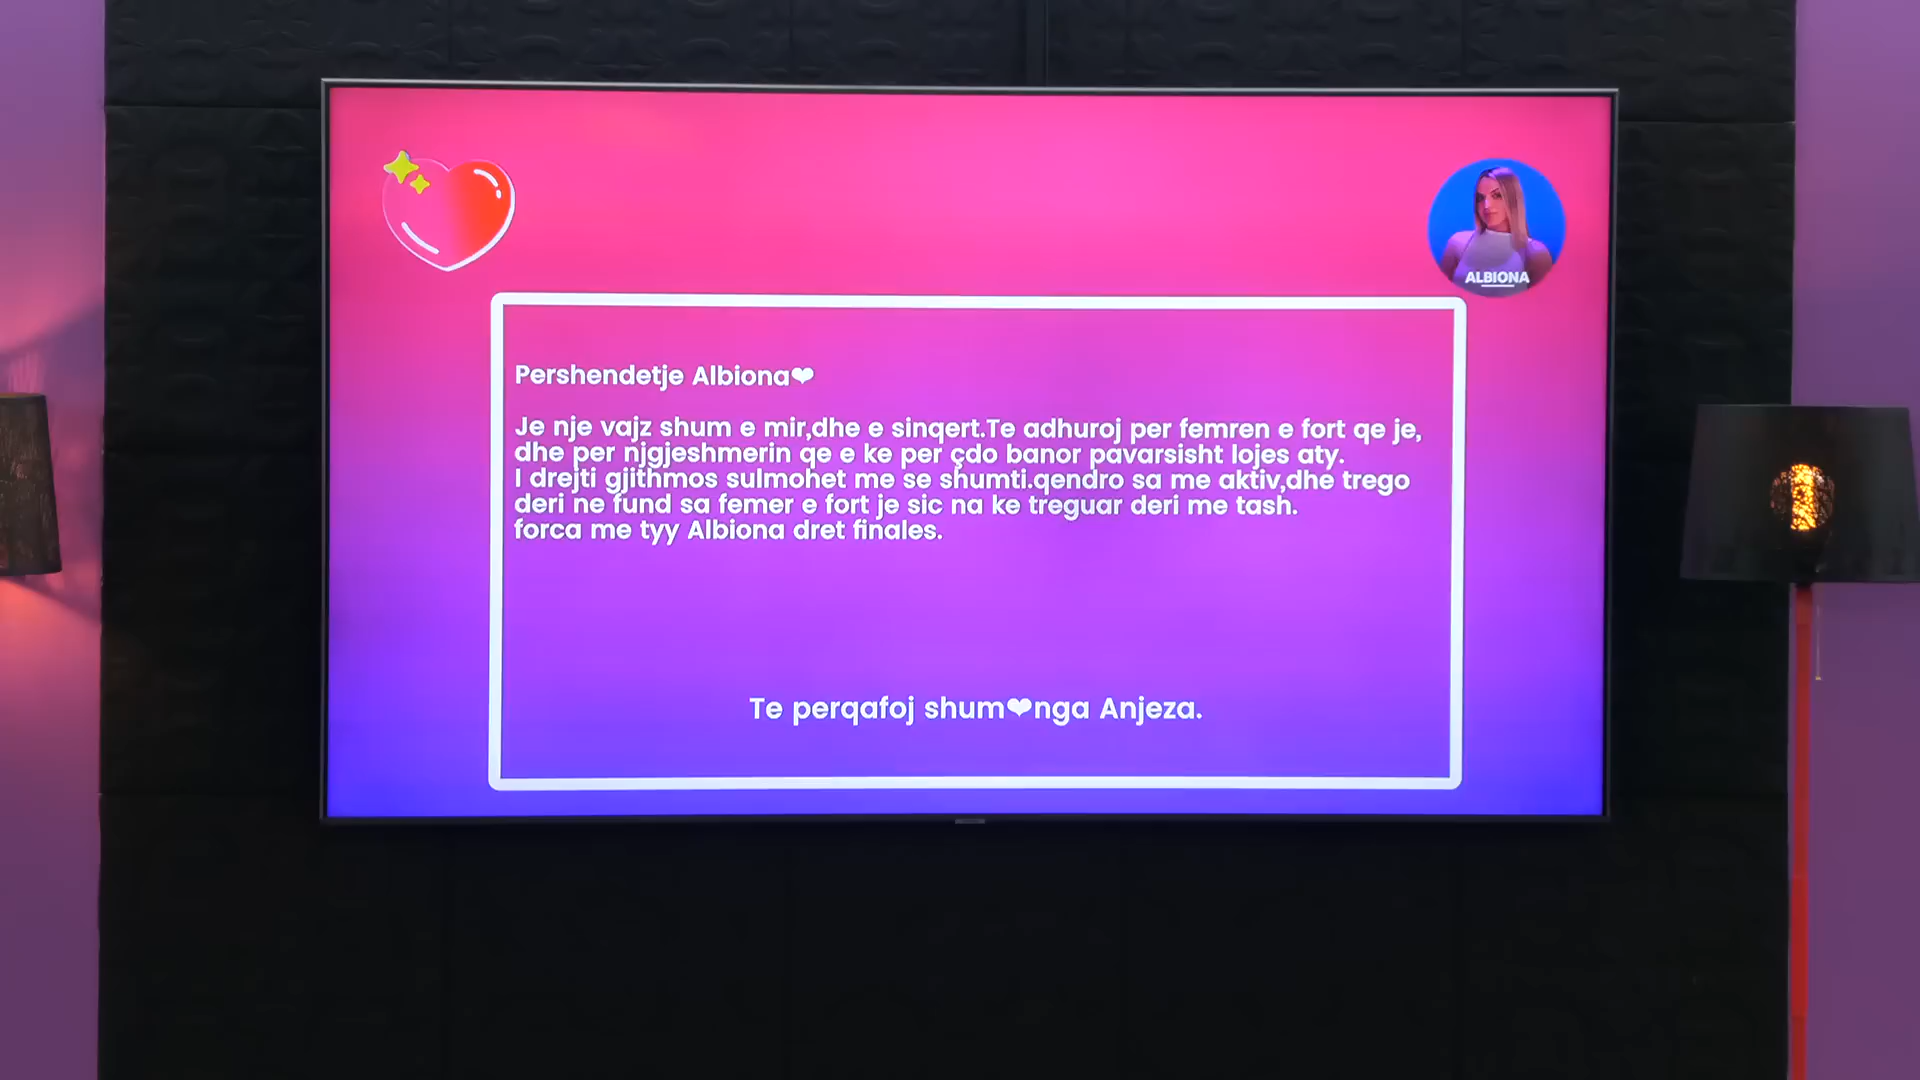 ALBIONA
Pershendetje Albiona❤
Je nje vajz shum e mir,dhe e sinqert.Te adhuroj per femren e fort qe je,
dhe per njgjeshmerin qe e ke per çdo banor pavarsisht lojes aty.
I drejti gjithmos sulmohet me se shumti.qendro sa me aktiv,dhe trego
deri ne fund sa femer e fort je sic na ke treguar deri me tash.
forca me tyy Albiona dret finales.
Te perqafoj shum❤nga Anjeza.